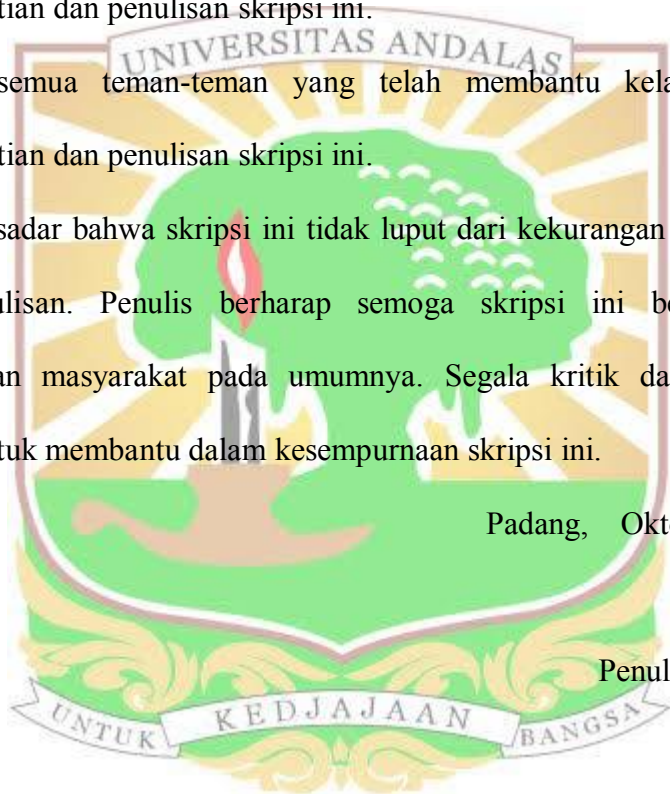 tian dan penulisan skripsi ini.
UNIVERSITAS ANDALAS
semua teman-teman yang telah membantu kela
tian dan penulisan skripsi ini.
sadar bahwa skripsi ini tidak luput dari kekurangan
ulisan. Penulis berharap semoga skripsi ini be
an masyarakat pada umumnya. Segala kritik da
tuk membantu dalam kesempurnaan skripsi ini.
Padang, Okt
Penul
UNTUK KEDJAJAAN BANGSA